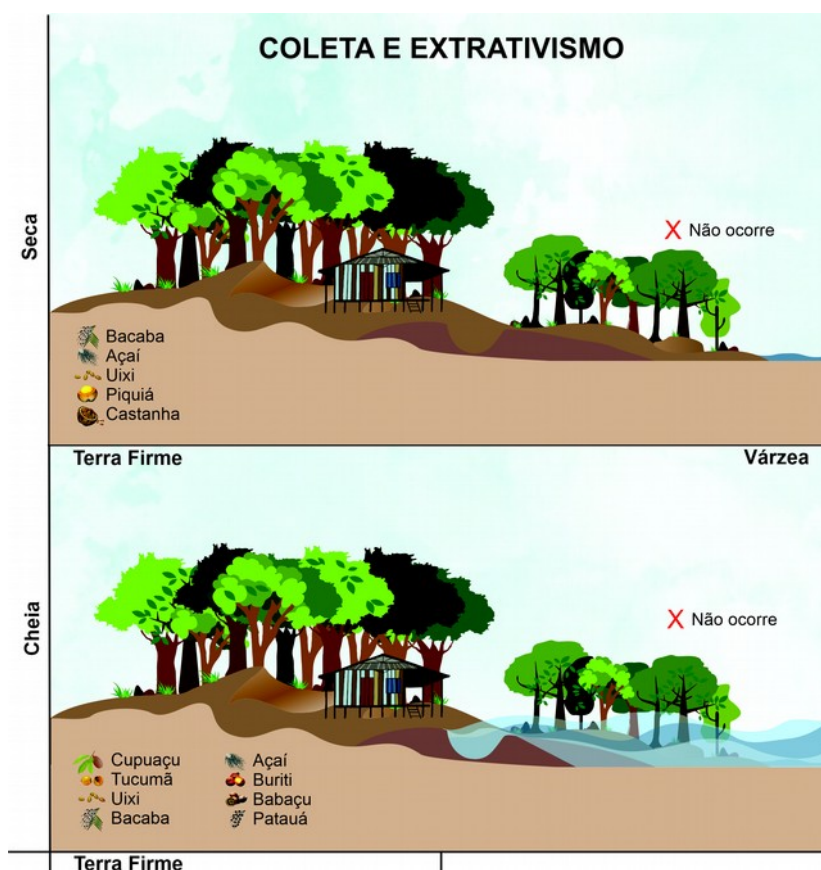 COLETA E EXTRATIVISMO
Seca
X Não ocorre
Bacaba
Açaí
Uixi
Piquiá
Castanha
Terra Firme
Várzea
Cheia
X Não ocorre
Cupuaçu
Tucumã
Uixi
Bacaba
Açaí
Buriti
Babaçu
Patauá
Terra Firme